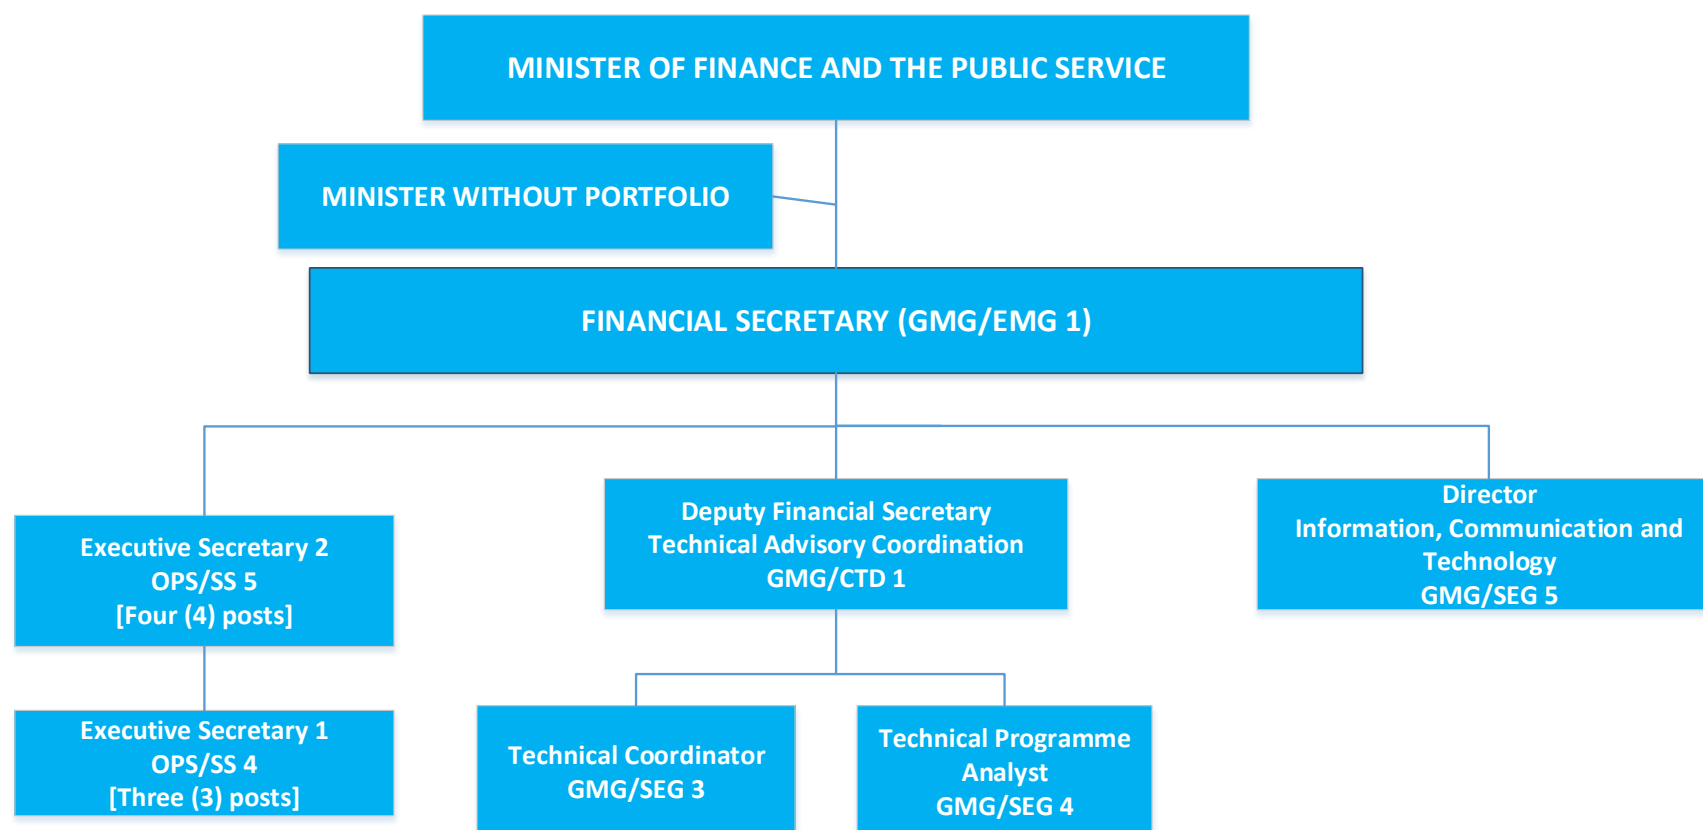 MINISTER OF FINANCE AND THE PUBLIC SERVICE
MINISTER WITHOUT PORTFOLIO
FINANCIAL SECRETARY (GMG/EMG 1)
Executive Secretary 2
OPS/SS 5
[Four (4) posts]
Deputy Financial Secretary
Technical Advisory Coordination
GMG/CTD 1
Director
Information, Communication and
Technology
GMG/SEG 5
Executive Secretary 1
OPS/SS 4
[Three (3) posts]
Technical Coordinator
GMG/SEG 3
Technical Programme
Analyst
GMG/SEG 4